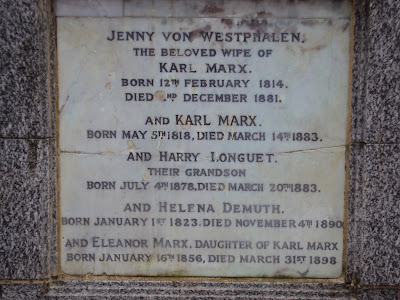 JENNY VON WESTPHALEN,
THE BELOVED WIFE OF
KARL MARX.
BORN 12TH FEBRUARY 1814.
DIED 2ND DECEMBER 1881.
AND KARL MARX.
BORN MAY 5TH 1818, DIED MARCH 14TH 1883.
AND HARRY LONGUET.
THEIR GRANDSON
BORN JULY 4TH 1878, DIED MARCH 20TH 1883.
AND HELENA DEMUTH.
BORN JANUARY 1ST 1823. DIED NOVEMBER 4TH 1890
AND ELEANOR MARX, DAUGHTER OF KARL MARX
BORN JANUARY 16TH 1856, DIED MARCH 31ST 1898